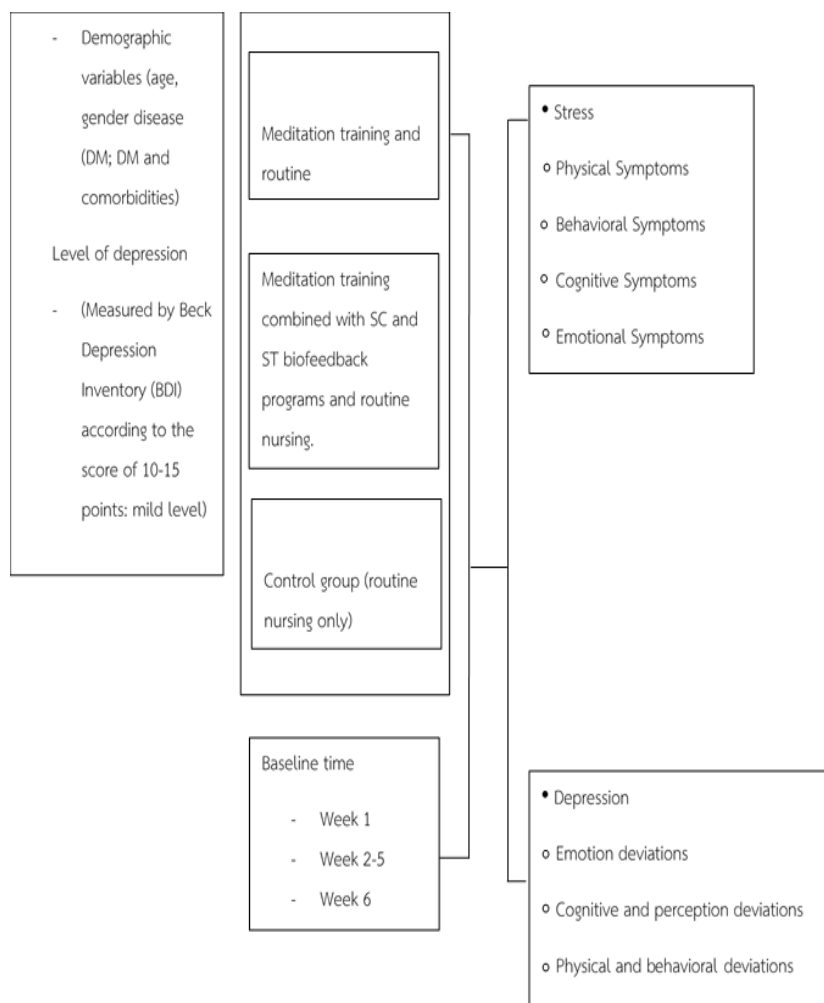 - Demographic
variables (age,
gender disease
(DM; DM and
comorbidities)
Level of depression
- (Measured by Beck
Depression
Inventory (BDI)
according to the
score of 10-15
points: mild level)
Meditation training and
routine
Meditation training
combined with SC and
ST biofeedback
programs and routine
nursing.
Control group (routine
nursing only)
Baseline time
- Week 1
- Week 2-5
- Week 6
• Stress
o Physical Symptoms
o Behavioral Symptoms
o Cognitive Symptoms
o Emotional Symptoms
• Depression
o Emotion deviations
o Cognitive and perception deviations
o Physical and behavioral deviations